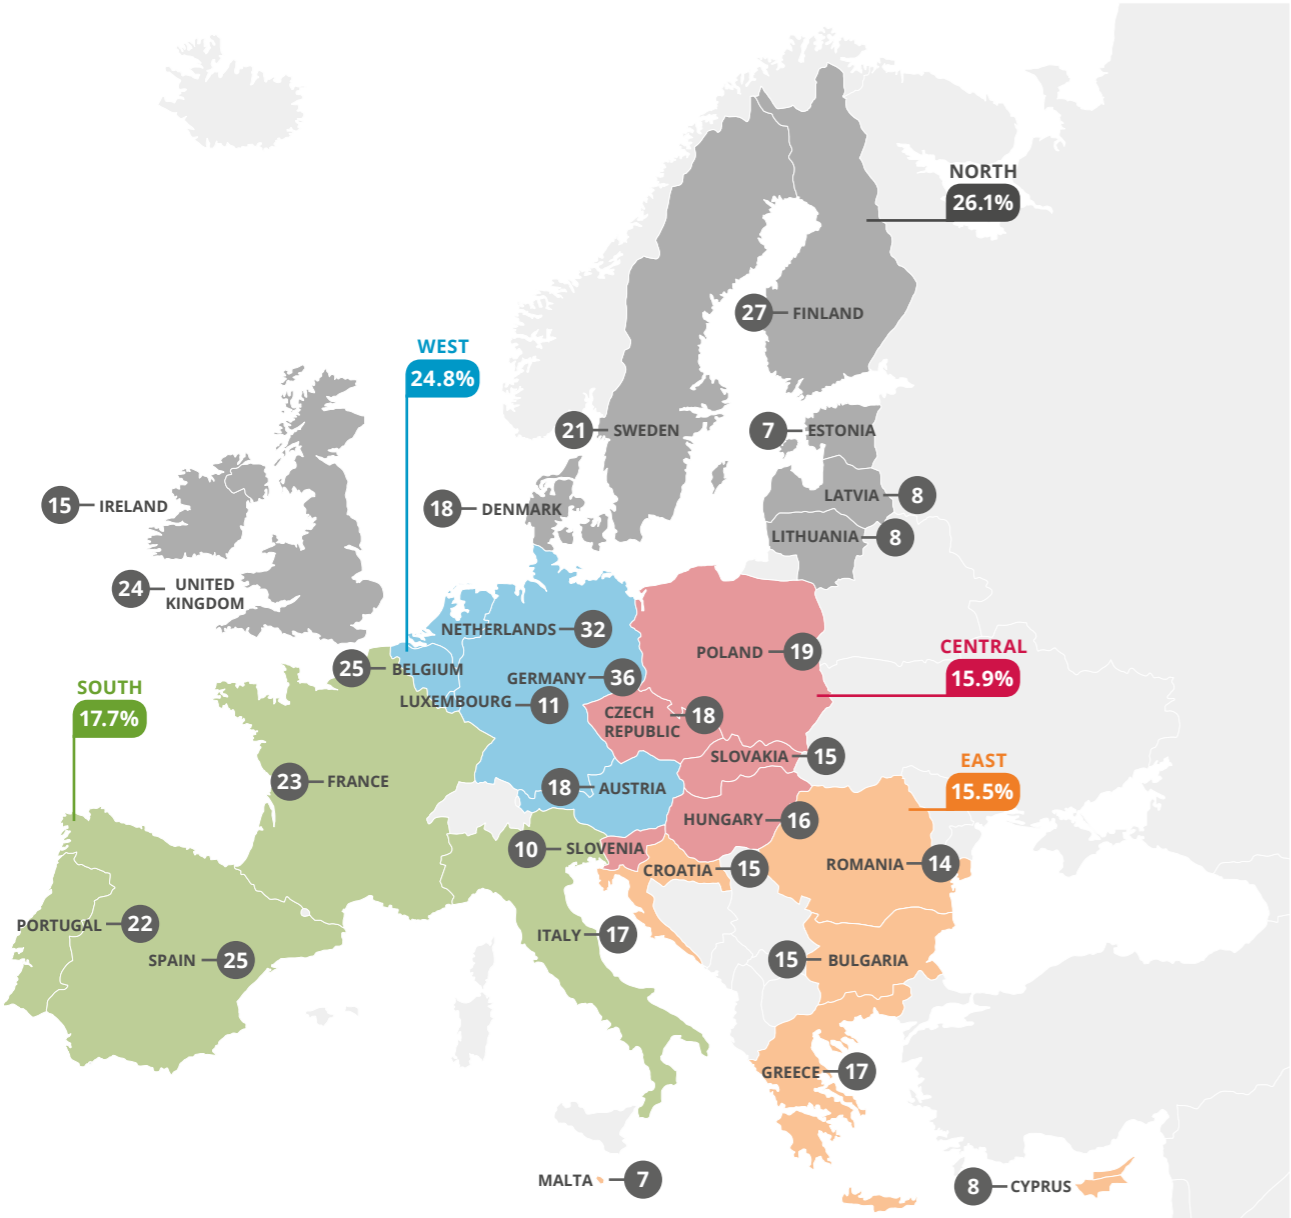 NORTH
26.1%
27 FINLAND
WEST
24.8%
21 SWEDEN
7 ESTONIA
15 IRELAND
18 DENMARK
LATVIA 8
LITHUANIA 8
24 UNITED
KINGDOM
NETHERLANDS 32
25 BELGIUM
GERMANY 36
POLAND 19
CENTRAL
15.9%
SOUTH
17.7%
LUXEMBOURG 11
CZECH
REPUBLIC 18
SLOVAKIA 15
EAST
15.5%
23 FRANCE
18 AUSTRIA
HUNGARY 16
10 SLOVENIA
CROATIA 15
ROMANIA 14
PORTUGAL 22
SPAIN 25
ITALY 17
15 BULGARIA
GREECE 17
MALTA 7
8 CYPRUS